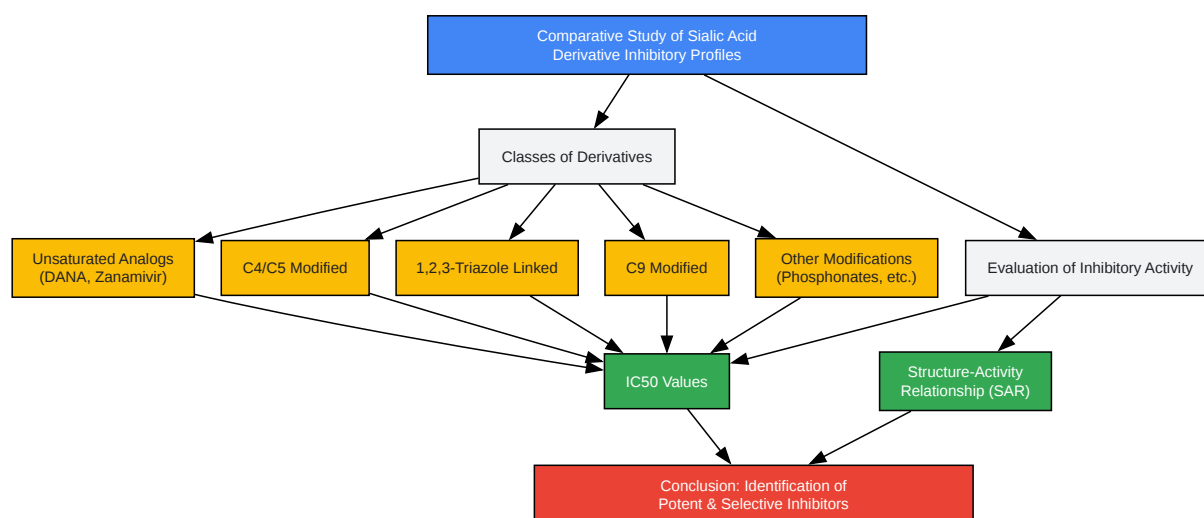 Comparative Study of Sialic Acid
Derivative Inhibitory Profiles
Classes of Derivatives
Unsaturated Analogs
(DANA, Zanamivir)
C4/C5 Modified
1,2,3-Triazole Linked
C9 Modified
Other Modifications
(Phosphonates, etc.)
Evaluation of Inhibitory Activity
IC50 Values
Structure-Activity
Relationship (SAR)
Conclusion: Identification of
Potent & Selective Inhibitors